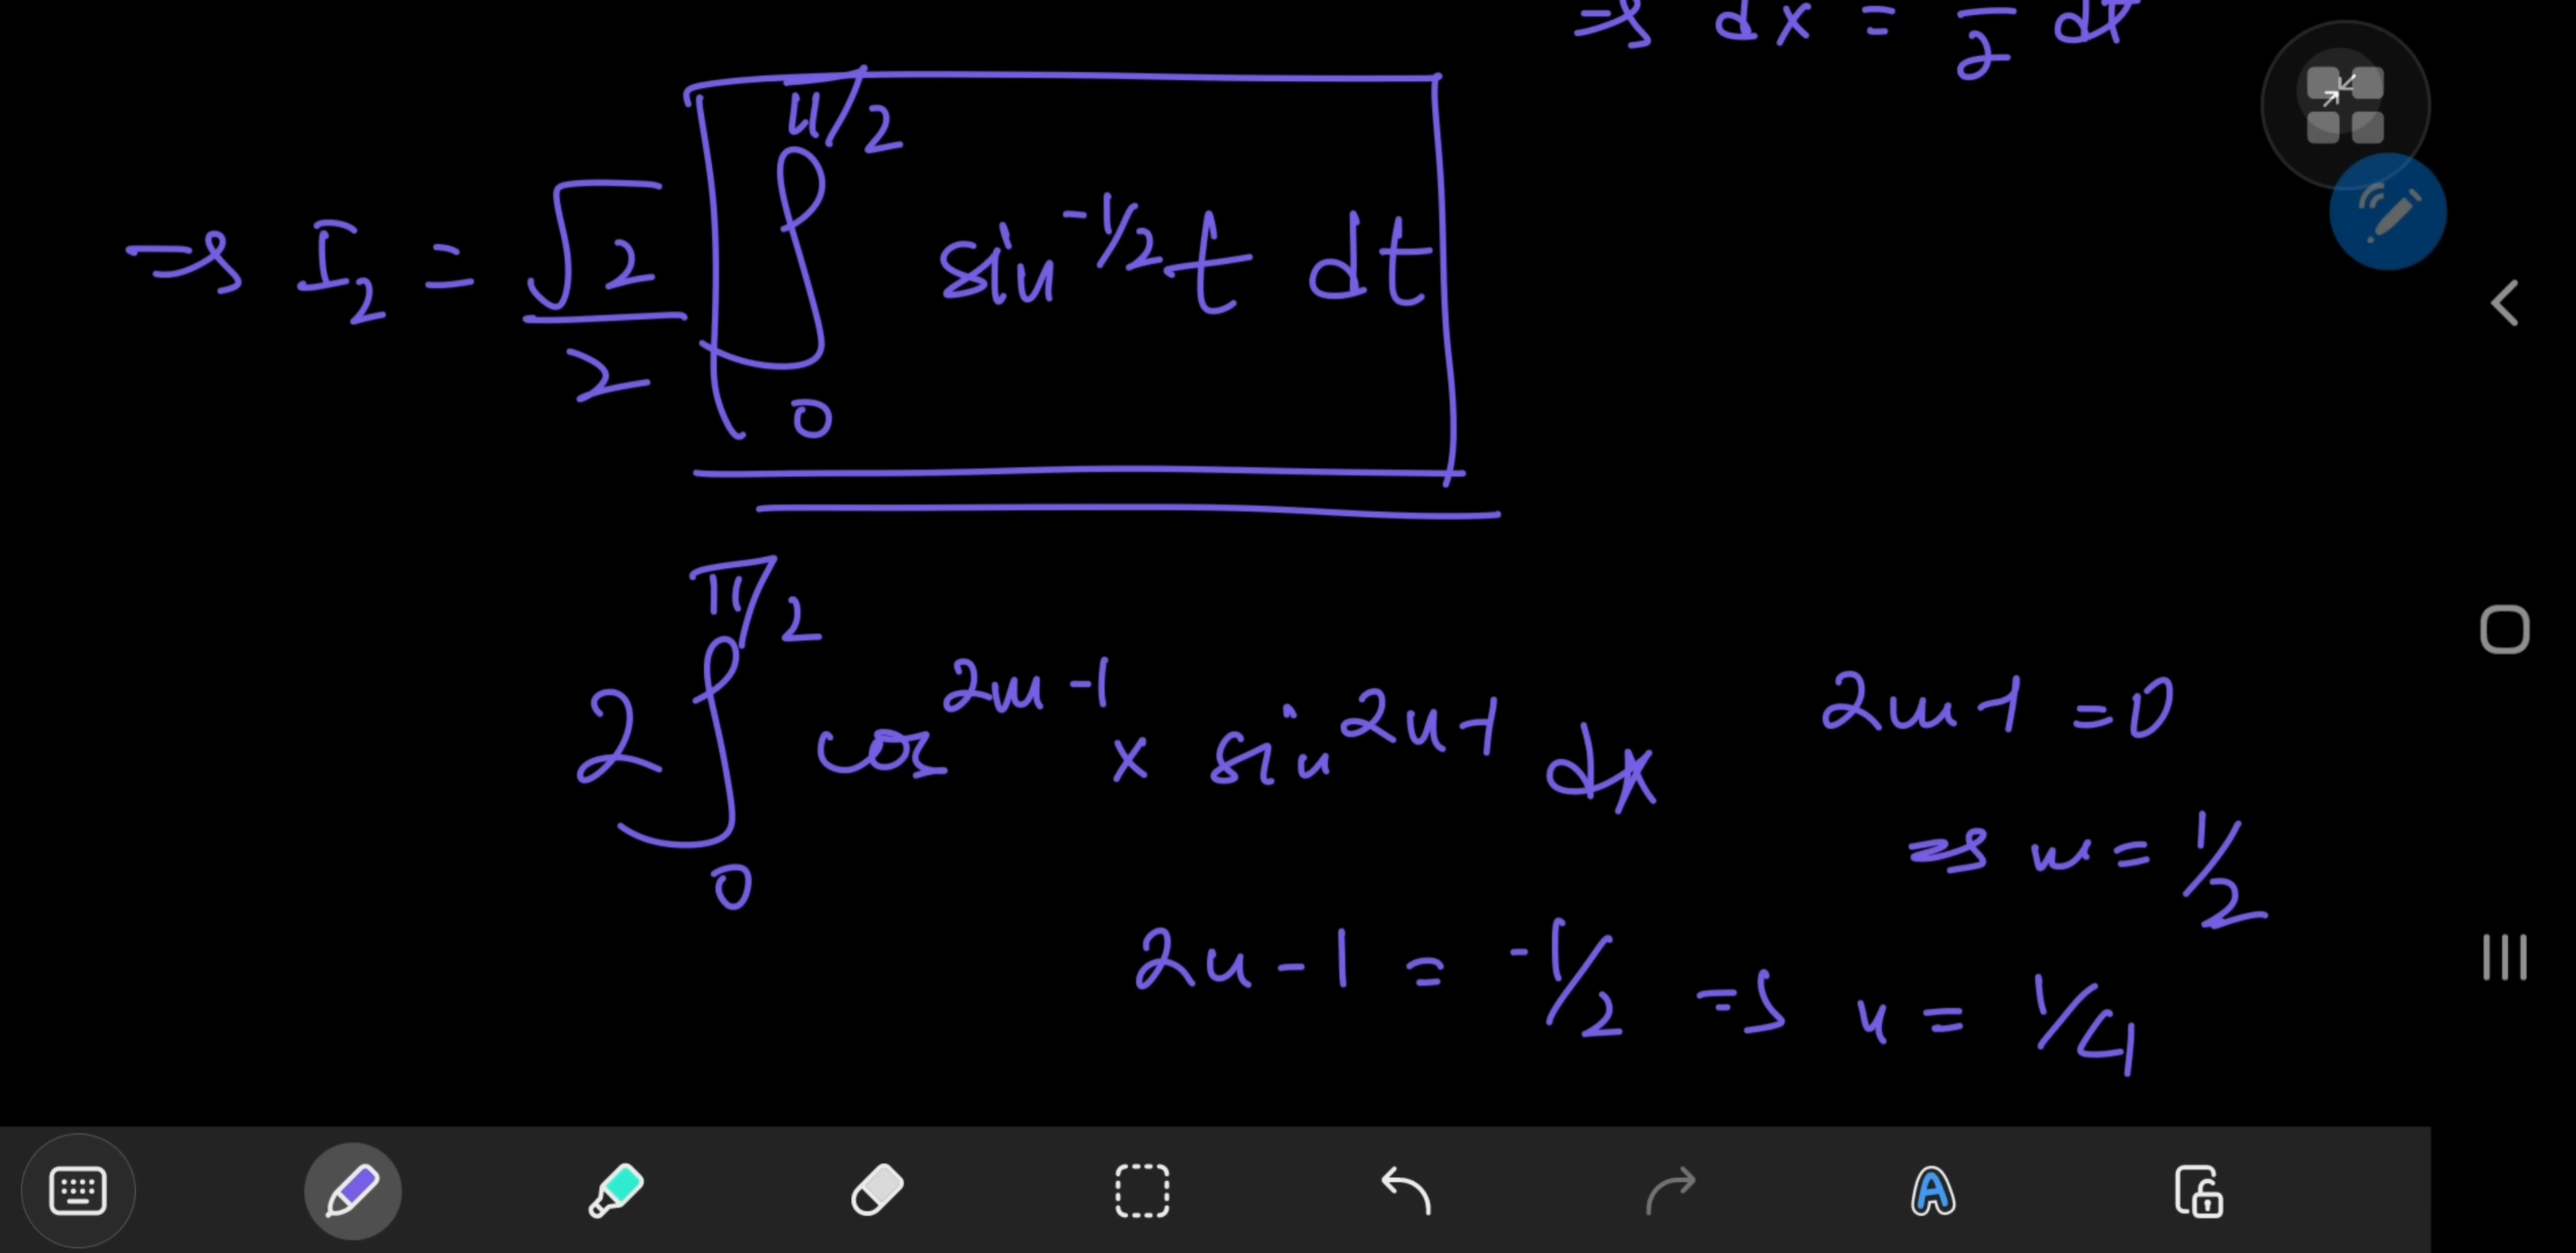 ⇒ dx = — dt
2
⇒ I₂ = √2/2 ∫₀^(π/2) sin^(-1/2) t dt
2 ∫₀^(π/2) cos^(2m-1) x sin^(2n-1) dx 2m-1 = 0
⇒ m = 1/2
2n - 1 = -1/2 ⇒ n = 1/4
A